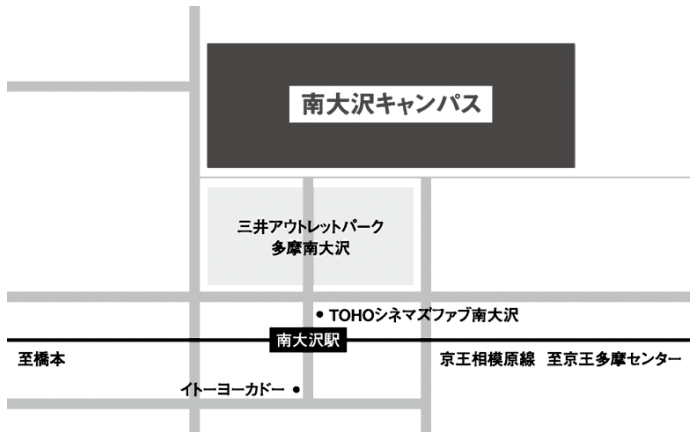 南大沢キャンパス
三井アウトレットパーク
多摩南大沢
TOHOシネマズファブ南大沢
南大沢駅
至橋本
京王相模原線 至京王多摩センター
イトーヨーカドー